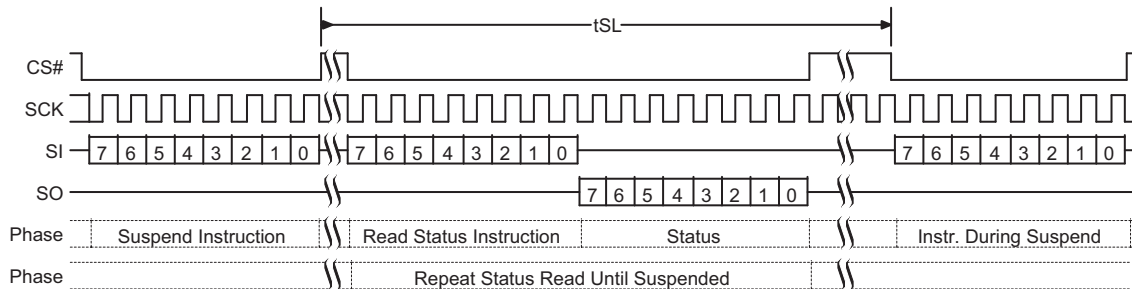 tSL
CS#
SCK
SI 7 6 5 4 3 2 1 0 7 6 5 4 3 2 1 0 7 6 5 4 3 2 1 0
SO 7 6 5 4 3 2 1 0
Phase Suspend Instruction Read Status Instruction Status Instr. During Suspend
Phase Repeat Status Read Until Suspended